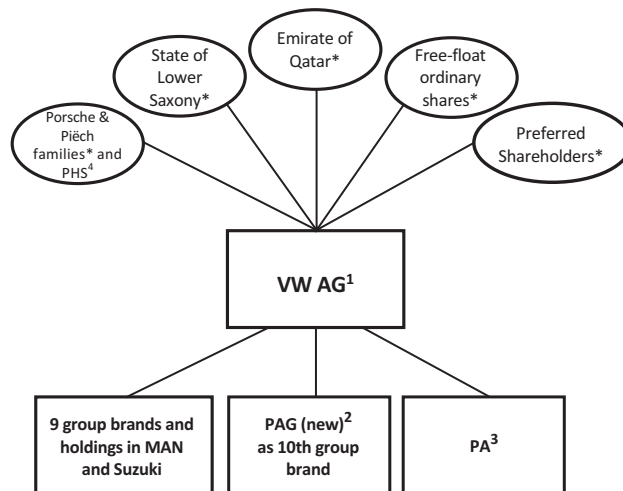 Emirate of
Qatar*
State of
Lower
Saxony*
Free-float
ordinary
shares*
Porsche &
Piëch
families* and
PHS⁴
Preferred
Shareholders*
VW AG¹
9 group brands and
holdings in MAN
and Suzuki
PAG (new)²
as 10th group
brand
PA³